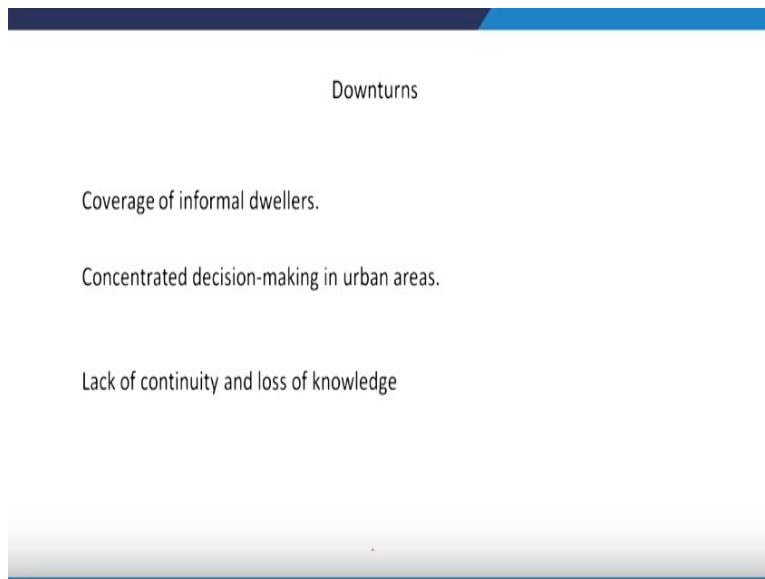 Downturns
Coverage of informal dwellers.
Concentrated decision-making in urban areas.
Lack of continuity and loss of knowledge